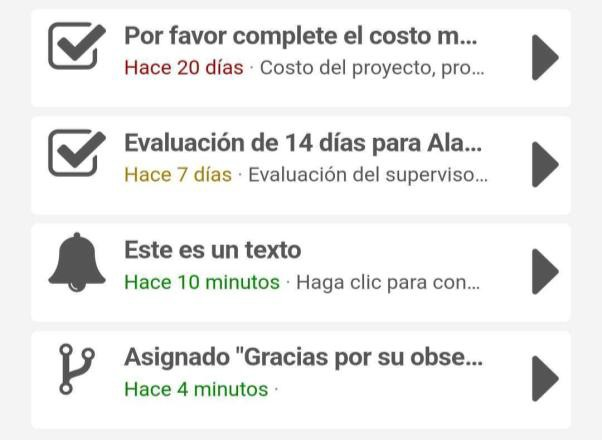 Por favor complete el costo m...
Hace 20 días · Costo del proyecto, pro...
Evaluación de 14 días para Ala...
Hace 7 días · Evaluación del superviso...
Este es un texto
Hace 10 minutos · Haga clic para con...
Asignado "Gracias por su obse...
Hace 4 minutos ·